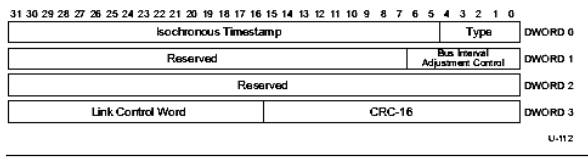 31 30 29 28 27 26 25 24 23 22 21 20 19 18 17 16 15 14 13 12 11 10 9 8 7 6 5 4 3 2 1 0
Isochronous Timestamp Type DWORD 0
Reserved Bus Interval Adjustment Control DWORD 1
Reserved DWORD 2
Link Control Word CRC-16 DWORD 3
U-112